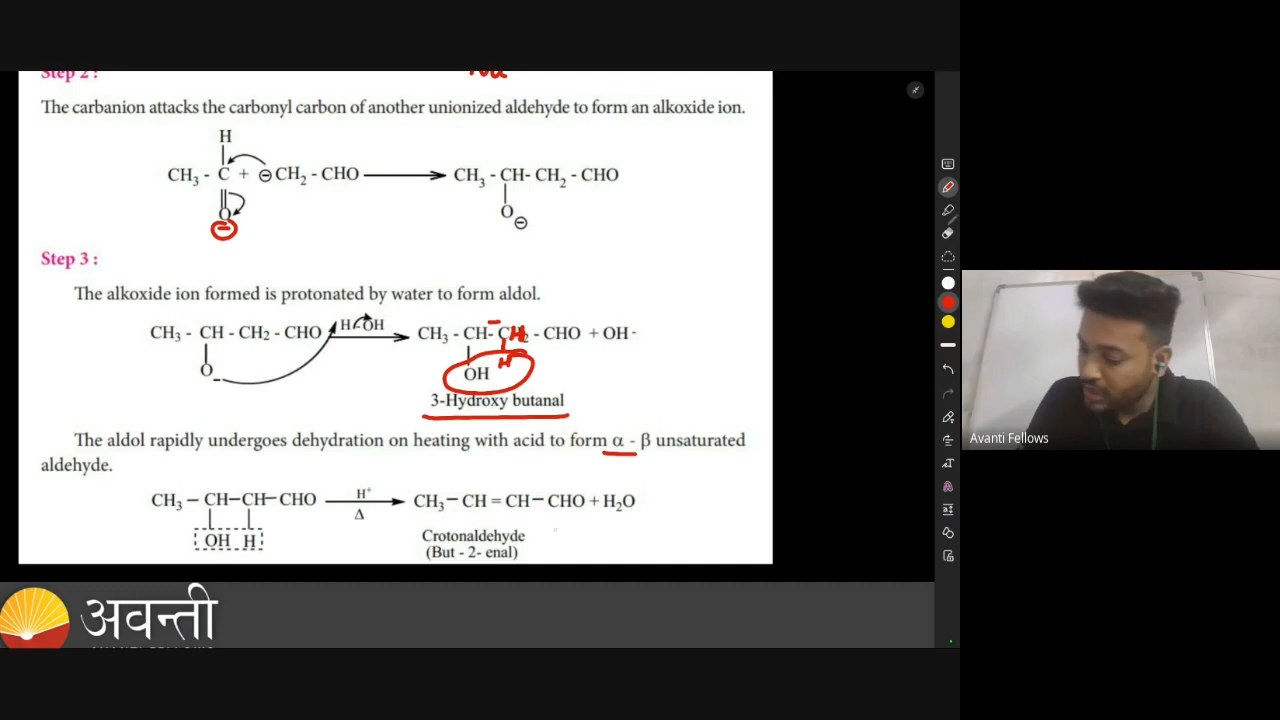 Step 2 :
The carbanion attacks the carbonyl carbon of another unionized aldehyde to form an alkoxide ion.
H
CH₃ - C + ⊖CH₂ - CHO ⟶ CH₃ - CH- CH₂ - CHO
O O
⊖ ⊖
Step 3 :
The alkoxide ion formed is protonated by water to form aldol.
H OH
CH₃ - CH - CH₂ - CHO ⟶ CH₃ - CH- CH₂ - CHO + OH -
H
O- OH
3-Hydroxy butanal
The aldol rapidly undergoes dehydration on heating with acid to form α - β unsaturated
aldehyde.
H⁺
CH₃ – CH–CH–CHO ⟶ CH₃ – CH = CH – CHO + H₂O
Δ
OH H
Crotonaldehyde
(But - 2- enal)
Avanti Fellows
अवन्ती